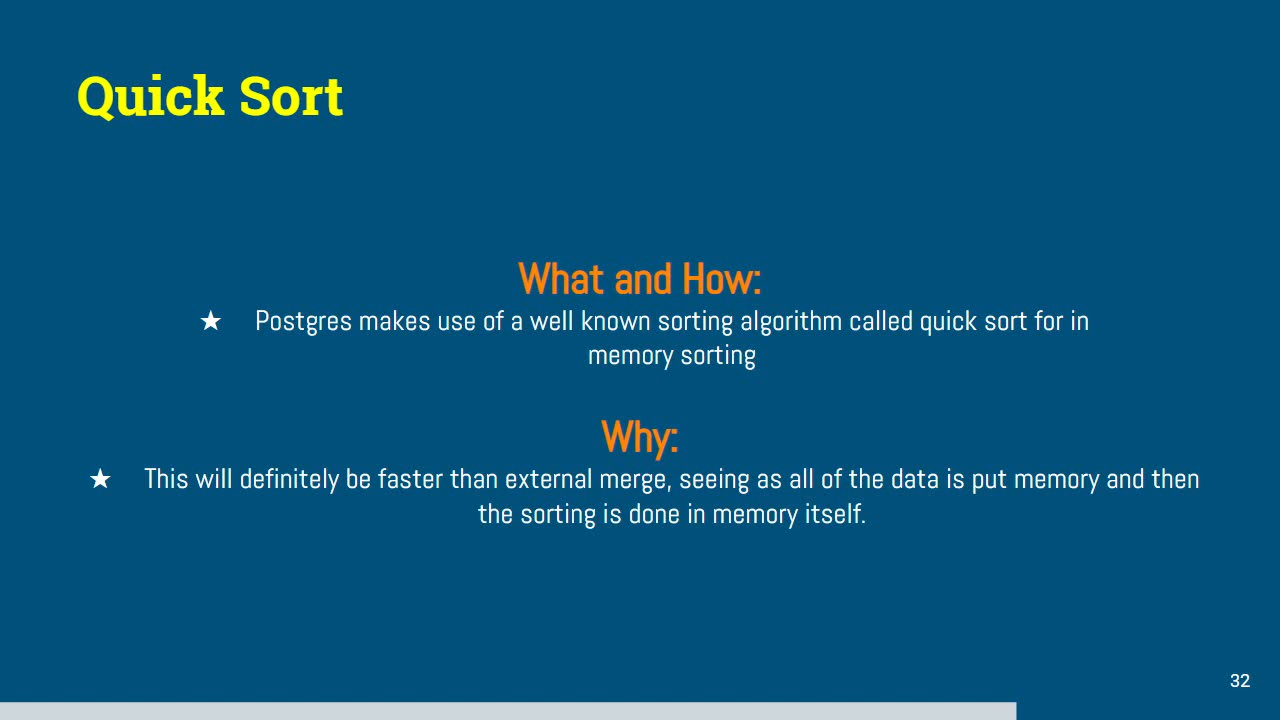 Quick Sort
What and How:
★ Postgres makes use of a well known sorting algorithm called quick sort for in
memory sorting
Why:
★ This will definitely be faster than external merge, seeing as all of the data is put memory and then
the sorting is done in memory itself.
32